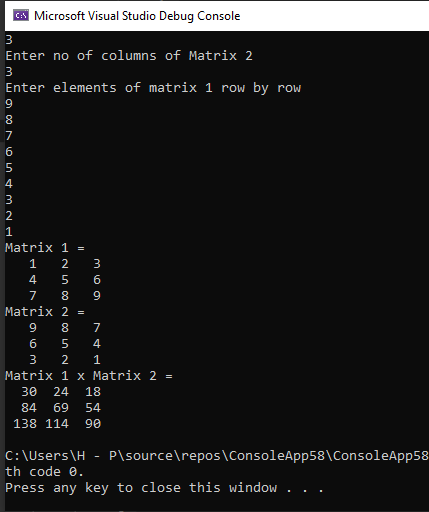 Microsoft Visual Studio Debug Console
3
Enter no of columns of Matrix 2
3
Enter elements of matrix 1 row by row
9
8
7
6
5
4
3
2
1
Matrix 1 =
   1   2   3
   4   5   6
   7   8   9
Matrix 2 =
   9   8   7
   6   5   4
   3   2   1
Matrix 1 x Matrix 2 =
  30  24  18
  84  69  54
 138 114  90
C:\Users\H - P\source\repos\ConsoleApp58\ConsoleApp58
th code 0.
Press any key to close this window . . .